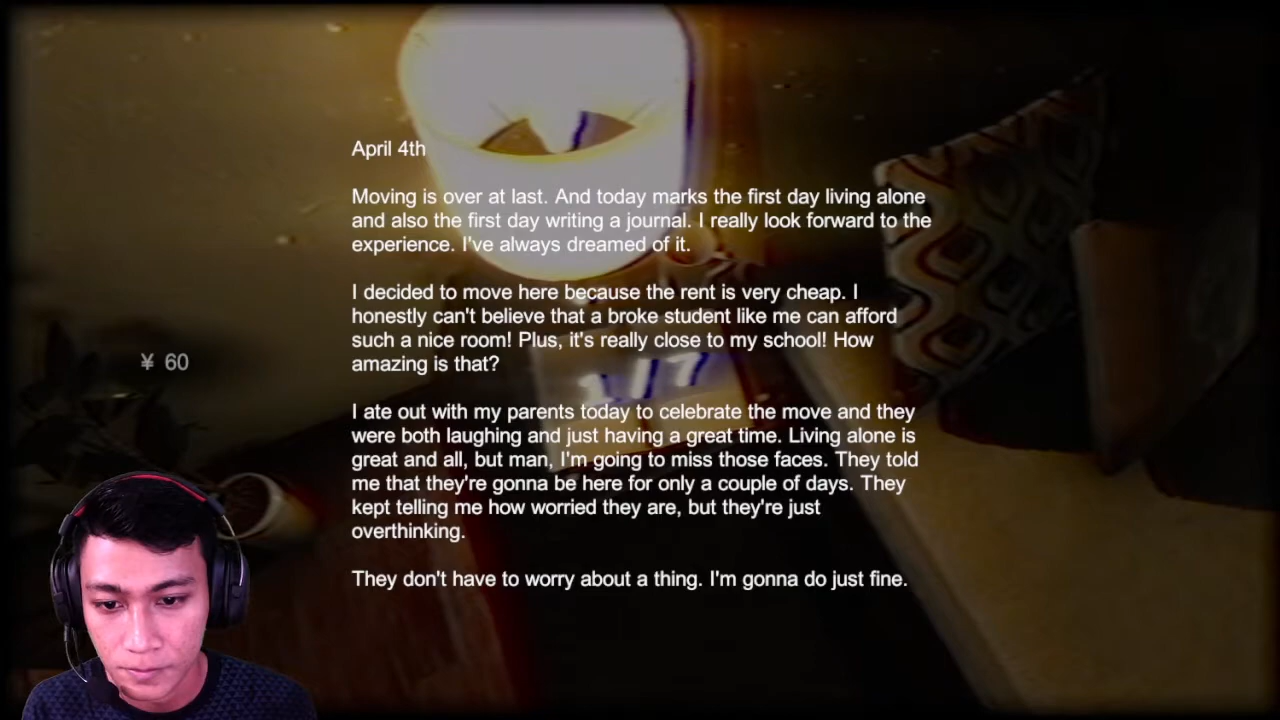 April 4th
Moving is over at last. And today marks the first day living alone
and also the first day writing a journal. I really look forward to the
experience. I've always dreamed of it.
I decided to move here because the rent is very cheap. I
honestly can't believe that a broke student like me can afford
such a nice room! Plus, it's really close to my school! How
amazing is that?
¥ 60
1/7
I ate out with my parents today to celebrate the move and they
were both laughing and just having a great time. Living alone is
great and all, but man, I'm going to miss those faces. They told
me that they're gonna be here for only a couple of days. They
kept telling me how worried they are, but they're just
overthinking.
They don't have to worry about a thing. I'm gonna do just fine.